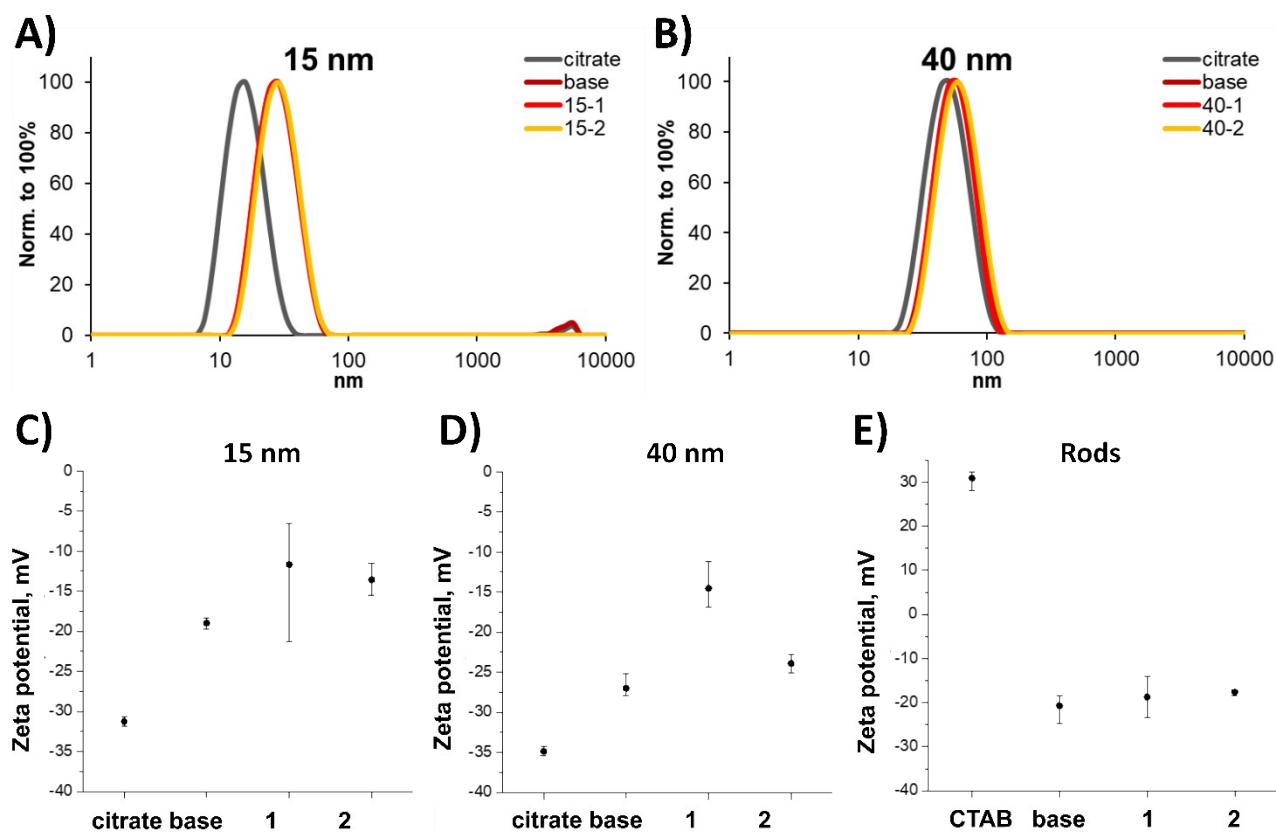 A)
15 nm
citrate
base
15-1
15-2
Norm. to 100%
100
80
60
40
20
0
1
10
100
1000
10000
nm
B)
40 nm
citrate
base
40-1
40-2
Norm. to 100%
100
80
60
40
20
0
1
10
100
1000
10000
nm
C)
15 nm
Zeta potential, mV
0
-5
-10
-15
-20
-25
-30
-35
-40
citrate base 1 2
D)
40 nm
Zeta potential, mV
0
-5
-10
-15
-20
-25
-30
-35
-40
citrate base 1 2
E)
Rods
Zeta potential, mV
30
20
10
0
-10
-20
-30
-40
CTAB base 1 2